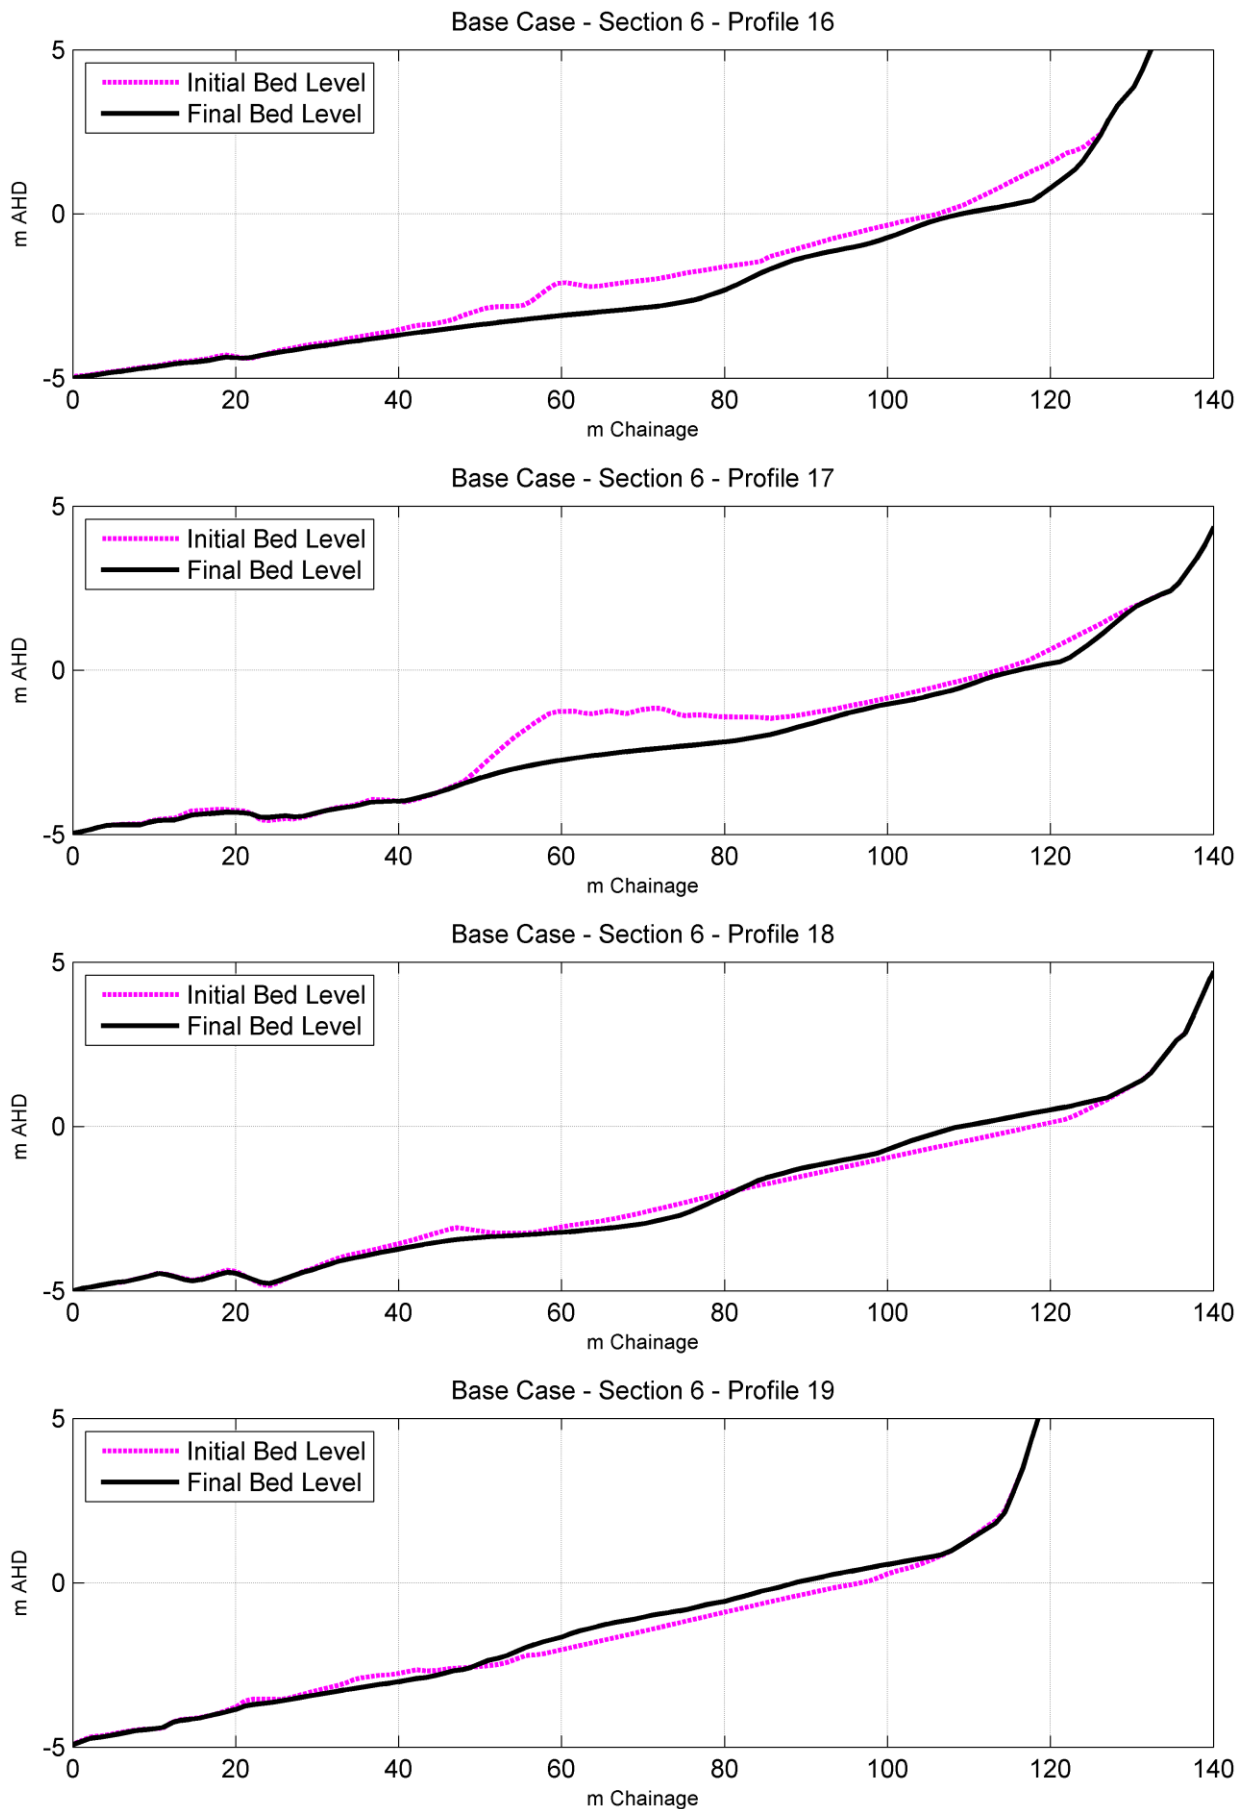 Base Case - Section 6 - Profile 16
5
Initial Bed Level
Final Bed Level
m AHD
0
-5
0 20 40 60 80 100 120 140
m Chainage
Base Case - Section 6 - Profile 17
5
Initial Bed Level
Final Bed Level
m AHD
0
-5
0 20 40 60 80 100 120 140
m Chainage
Base Case - Section 6 - Profile 18
5
Initial Bed Level
Final Bed Level
m AHD
0
-5
0 20 40 60 80 100 120 140
m Chainage
Base Case - Section 6 - Profile 19
5
Initial Bed Level
Final Bed Level
m AHD
0
-5
0 20 40 60 80 100 120 140
m Chainage